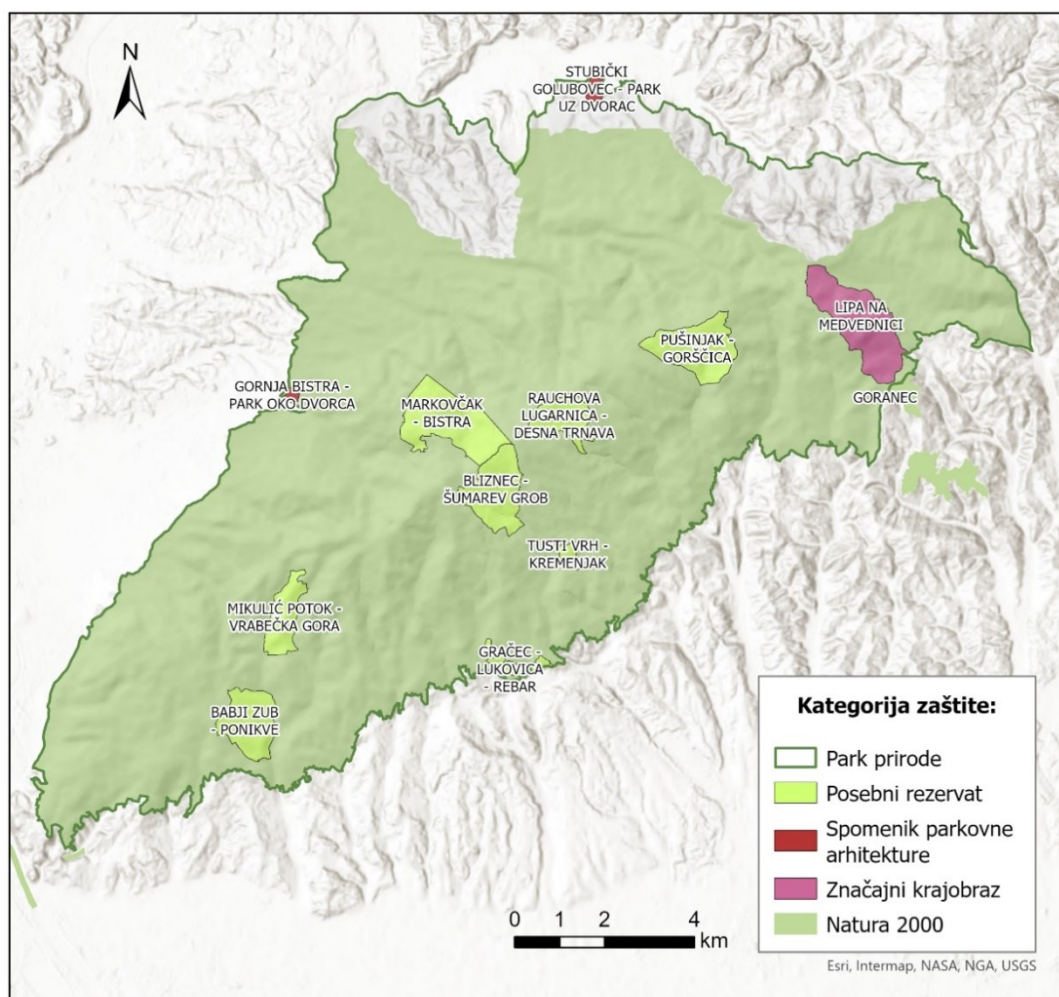 N
STUBIČKI
GOLUBOVEC - PARK
UZ DVORAC
LIPA NA
MEDVEDNICI
PUŠINJAK -
GORŠČICA
GORANEC
GORNJA BISTRA -
PARK OKO DVORCA
MARKOVČAK
- BISTRA
RAUCHOVA
LUGARNICA -
DESNA TRNAVA
BLIZNEC -
ŠUMAREV GROB
TUSTI VRH -
KREMENJAK
MIKULIĆ POTOK -
VRABEČKA GORA
GRAČEC -
LUKOVICA
- REBAR
BABJI ZUB
- PONIKVE
Kategorija zaštite:
Park prirode
Posebni rezervat
Spomenik parkovne
arhitekture
Značajni krajobraz
Natura 2000
0 1 2 4
km
Esri, Intermap, NASA, NGA, USGS